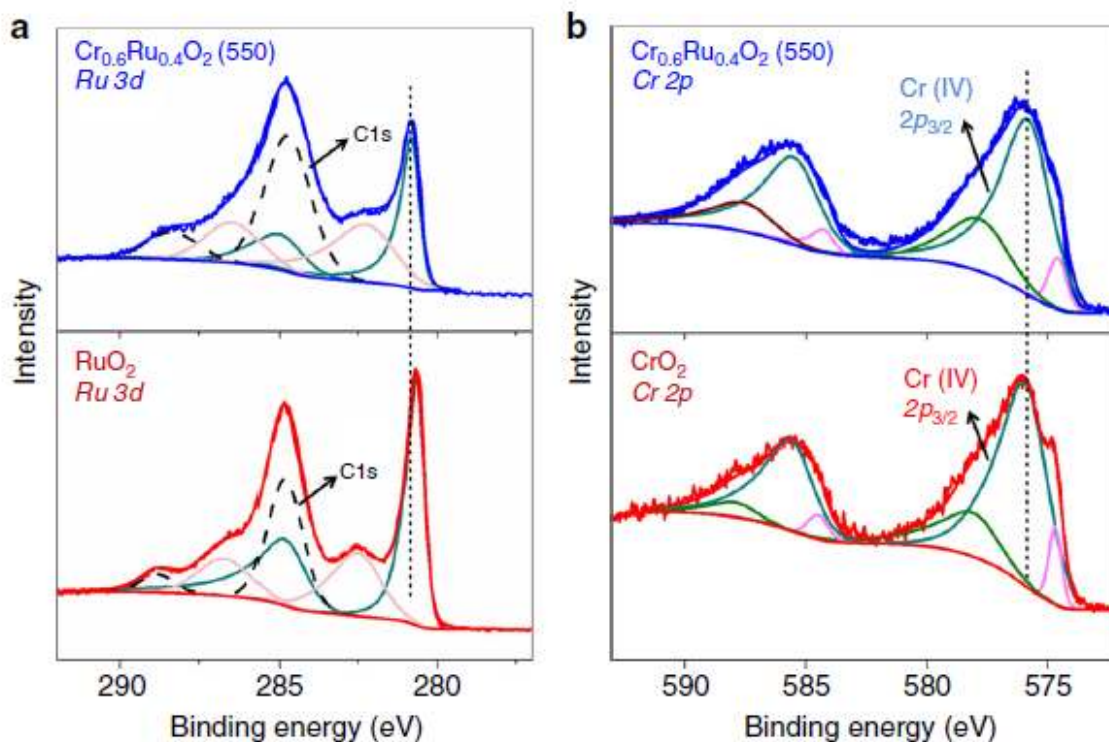 a
Cr0.6Ru0.4O2 (550)
Ru 3d
C1s
RuO2
Ru 3d
C1s
Intensity
290
285
280
Binding energy (eV)
b
Cr0.6Ru0.4O2 (550)
Cr 2p
Cr (IV)
2p3/2
CrO2
Cr 2p
Cr (IV)
2p3/2
Intensity
590
585
580
575
Binding energy (eV)